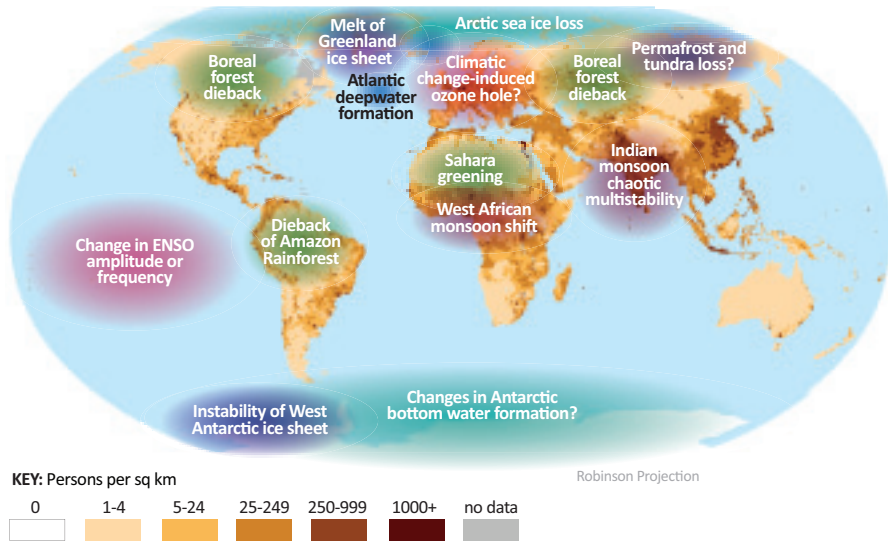 Arctic sea ice loss
Melt of
Greenland
ice sheet
Permafrost and
tundra loss?
Boreal
forest
dieback
Climatic
change-induced
ozone hole?
Boreal
forest
dieback
Atlantic
deepwater
formation
Sahara
greening
Indian
monsoon
chaotic
multistability
West African
monsoon shift
Change in ENSO
amplitude or
frequency
Dieback
of Amazon
Rainforest
Instability of West
Antarctic ice sheet
Changes in Antarctic
bottom water formation?
Robinson Projection
KEY: Persons per sq km
0 1-4 5-24 25-249 250-999 1000+ no data